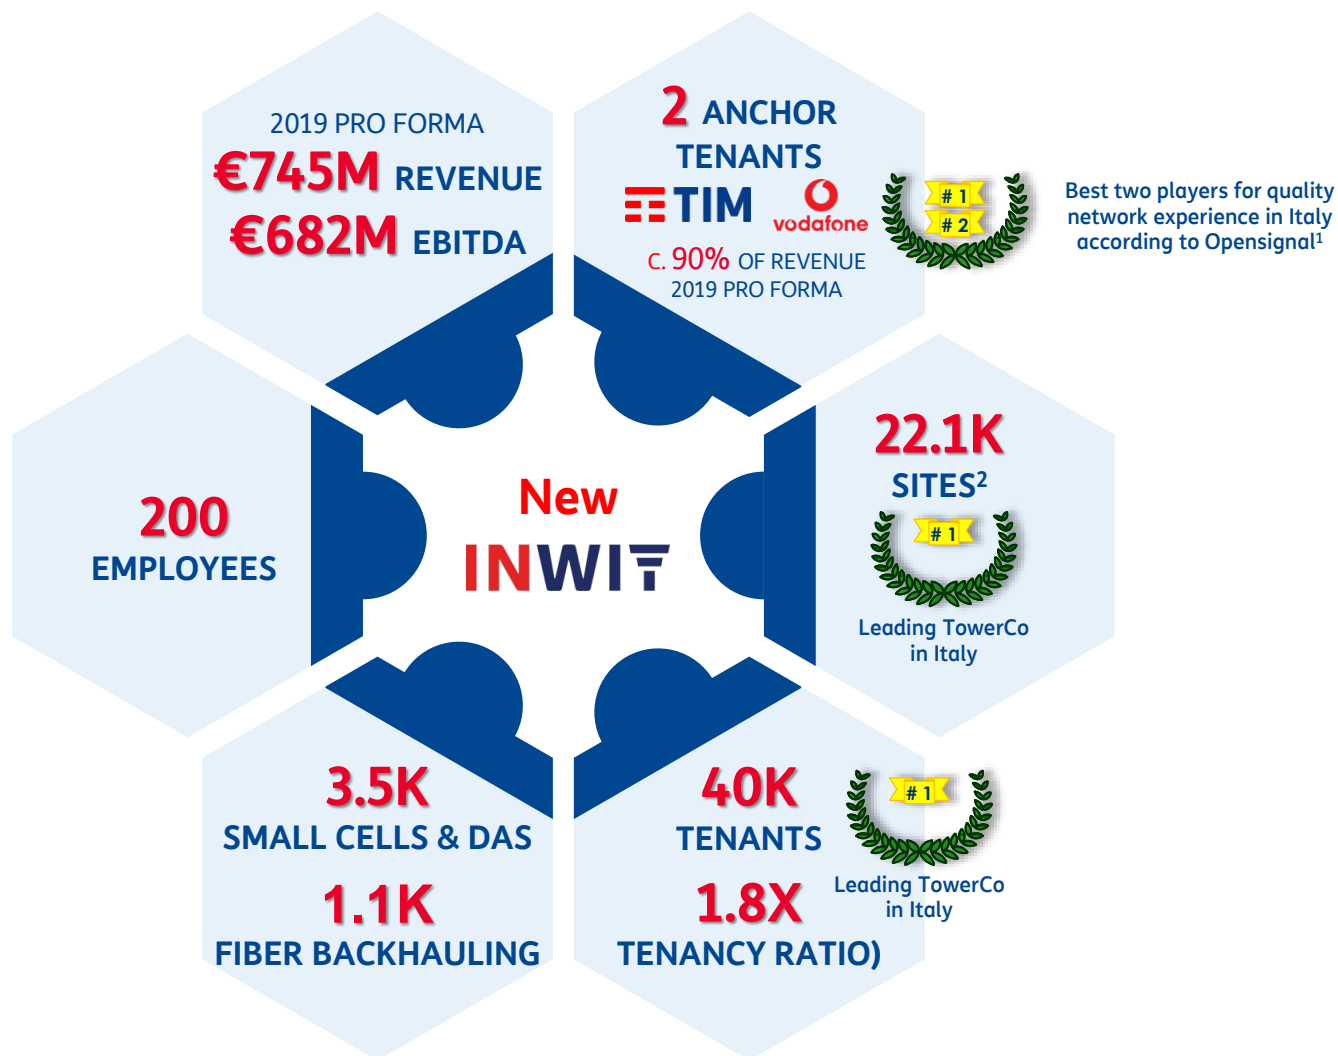 2019 PRO FORMA
€745M REVENUE
€682M EBITDA
2 ANCHOR
TENANTS
TIM
vodafone
C. 90% OF REVENUE
2019 PRO FORMA
# 1
# 2
Best two players for quality
network experience in Italy
according to Opensignal¹
200
EMPLOYEES
New
INWIT
22.1K
SITES²
# 1
Leading TowerCo
in Italy
3.5K
SMALL CELLS & DAS
1.1K
FIBER BACKHAULING
40K
TENANTS
1.8X
TENANCY RATIO)
# 1
Leading TowerCo
in Italy